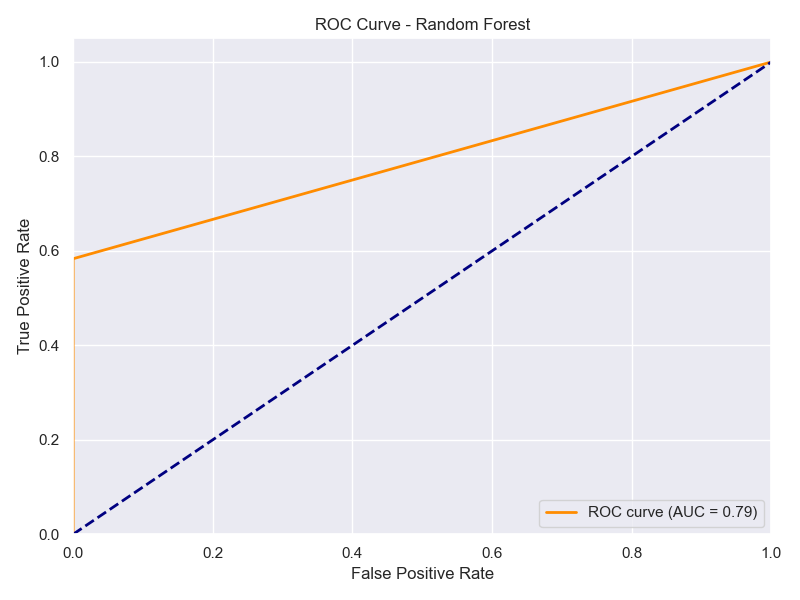 ROC Curve - Random Forest
1.0
0.8
0.6
0.4
0.2
0.0
True Positive Rate
ROC curve (AUC = 0.79)
0.0 0.2 0.4 0.6 0.8 1.0
False Positive Rate